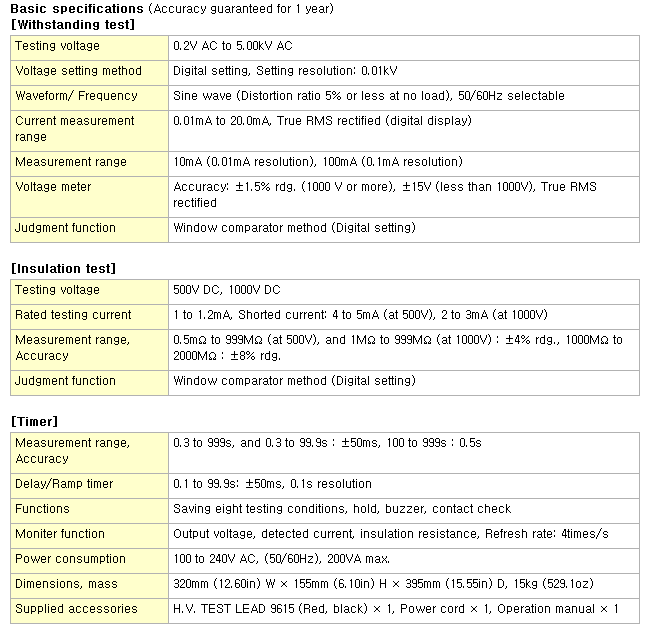 Basic specifications (Accuracy guaranteed for 1 year)
[Withstanding test]
Testing voltage 0.2V AC to 5.00kV AC
Voltage setting method Digital setting, Setting resolution: 0.01kV
Waveform/ Frequency Sine wave (Distortion ratio 5% or less at no load), 50/60Hz selectable
Current measurement range 0.01mA to 20.0mA, True RMS rectified (digital display)
Measurement range 10mA (0.01mA resolution), 100mA (0.1mA resolution)
Voltage meter Accuracy: ±1.5% rdg. (1000 V or more), ±15V (less than 1000V), True RMS
rectified
Judgment function Window comparator method (Digital setting)
[Insulation test]
Testing voltage 500V DC, 1000V DC
Rated testing current 1 to 1.2mA, Shorted current: 4 to 5mA (at 500V), 2 to 3mA (at 1000V)
Measurement range, 0.5mΩ to 999MΩ (at 500V), and 1MΩ to 999MΩ (at 1000V) : ±4% rdg., 1000MΩ to
Accuracy 2000MΩ : ±8% rdg.
Judgment function Window comparator method (Digital setting)
[Timer]
Measurement range, 0.3 to 999s, and 0.3 to 99.9s : ±50ms, 100 to 999s : 0.5s
Accuracy
Delay/Ramp timer 0.1 to 99.9s: ±50ms, 0.1s resolution
Functions Saving eight testing conditions, hold, buzzer, contact check
Moniter function Output voltage, detected current, insulation resistance, Refresh rate: 4times/s
Power consumption 100 to 240V AC, (50/60Hz), 200VA max.
Dimensions, mass 320mm (12.60in) W × 155mm (6.10in) H × 395mm (15.55in) D, 15kg (529.1oz)
Supplied accessories H.V. TEST LEAD 9615 (Red, black) × 1, Power cord × 1, Operation manual × 1